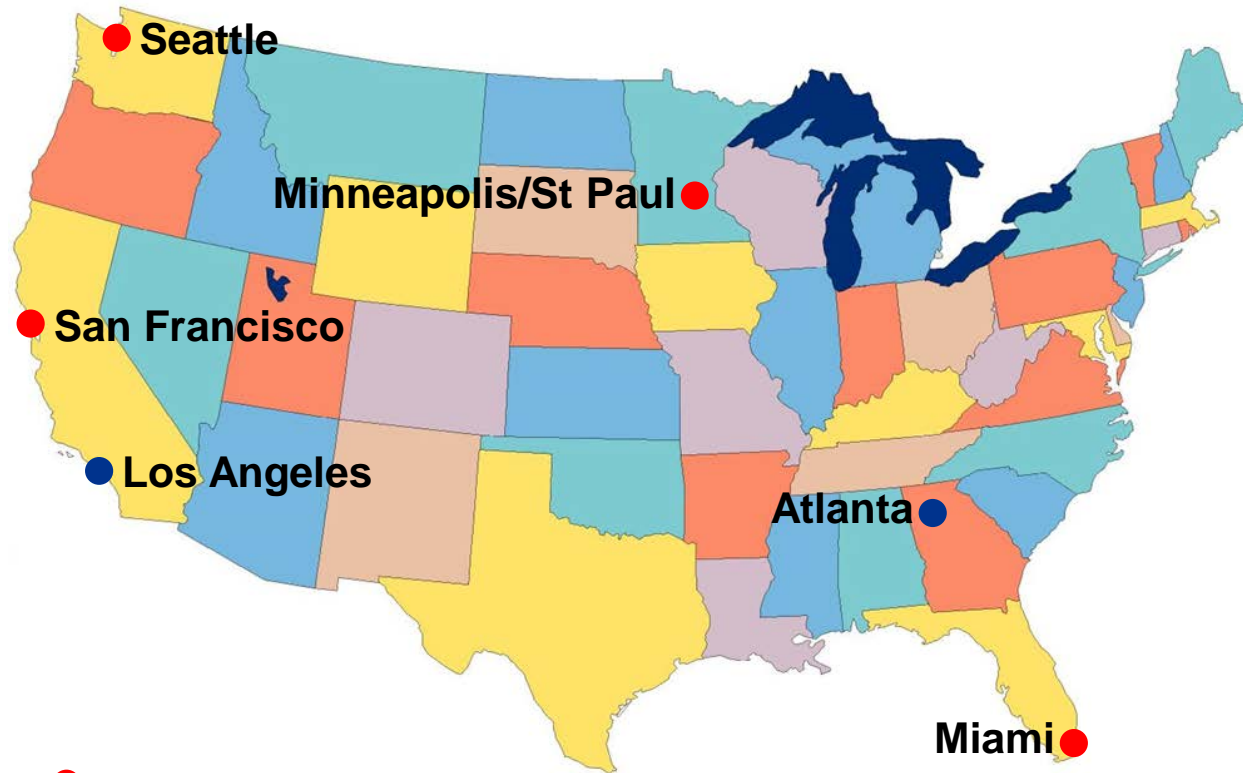 Seattle
Minneapolis/St Paul
San Francisco
Los Angeles
Atlanta
Miami